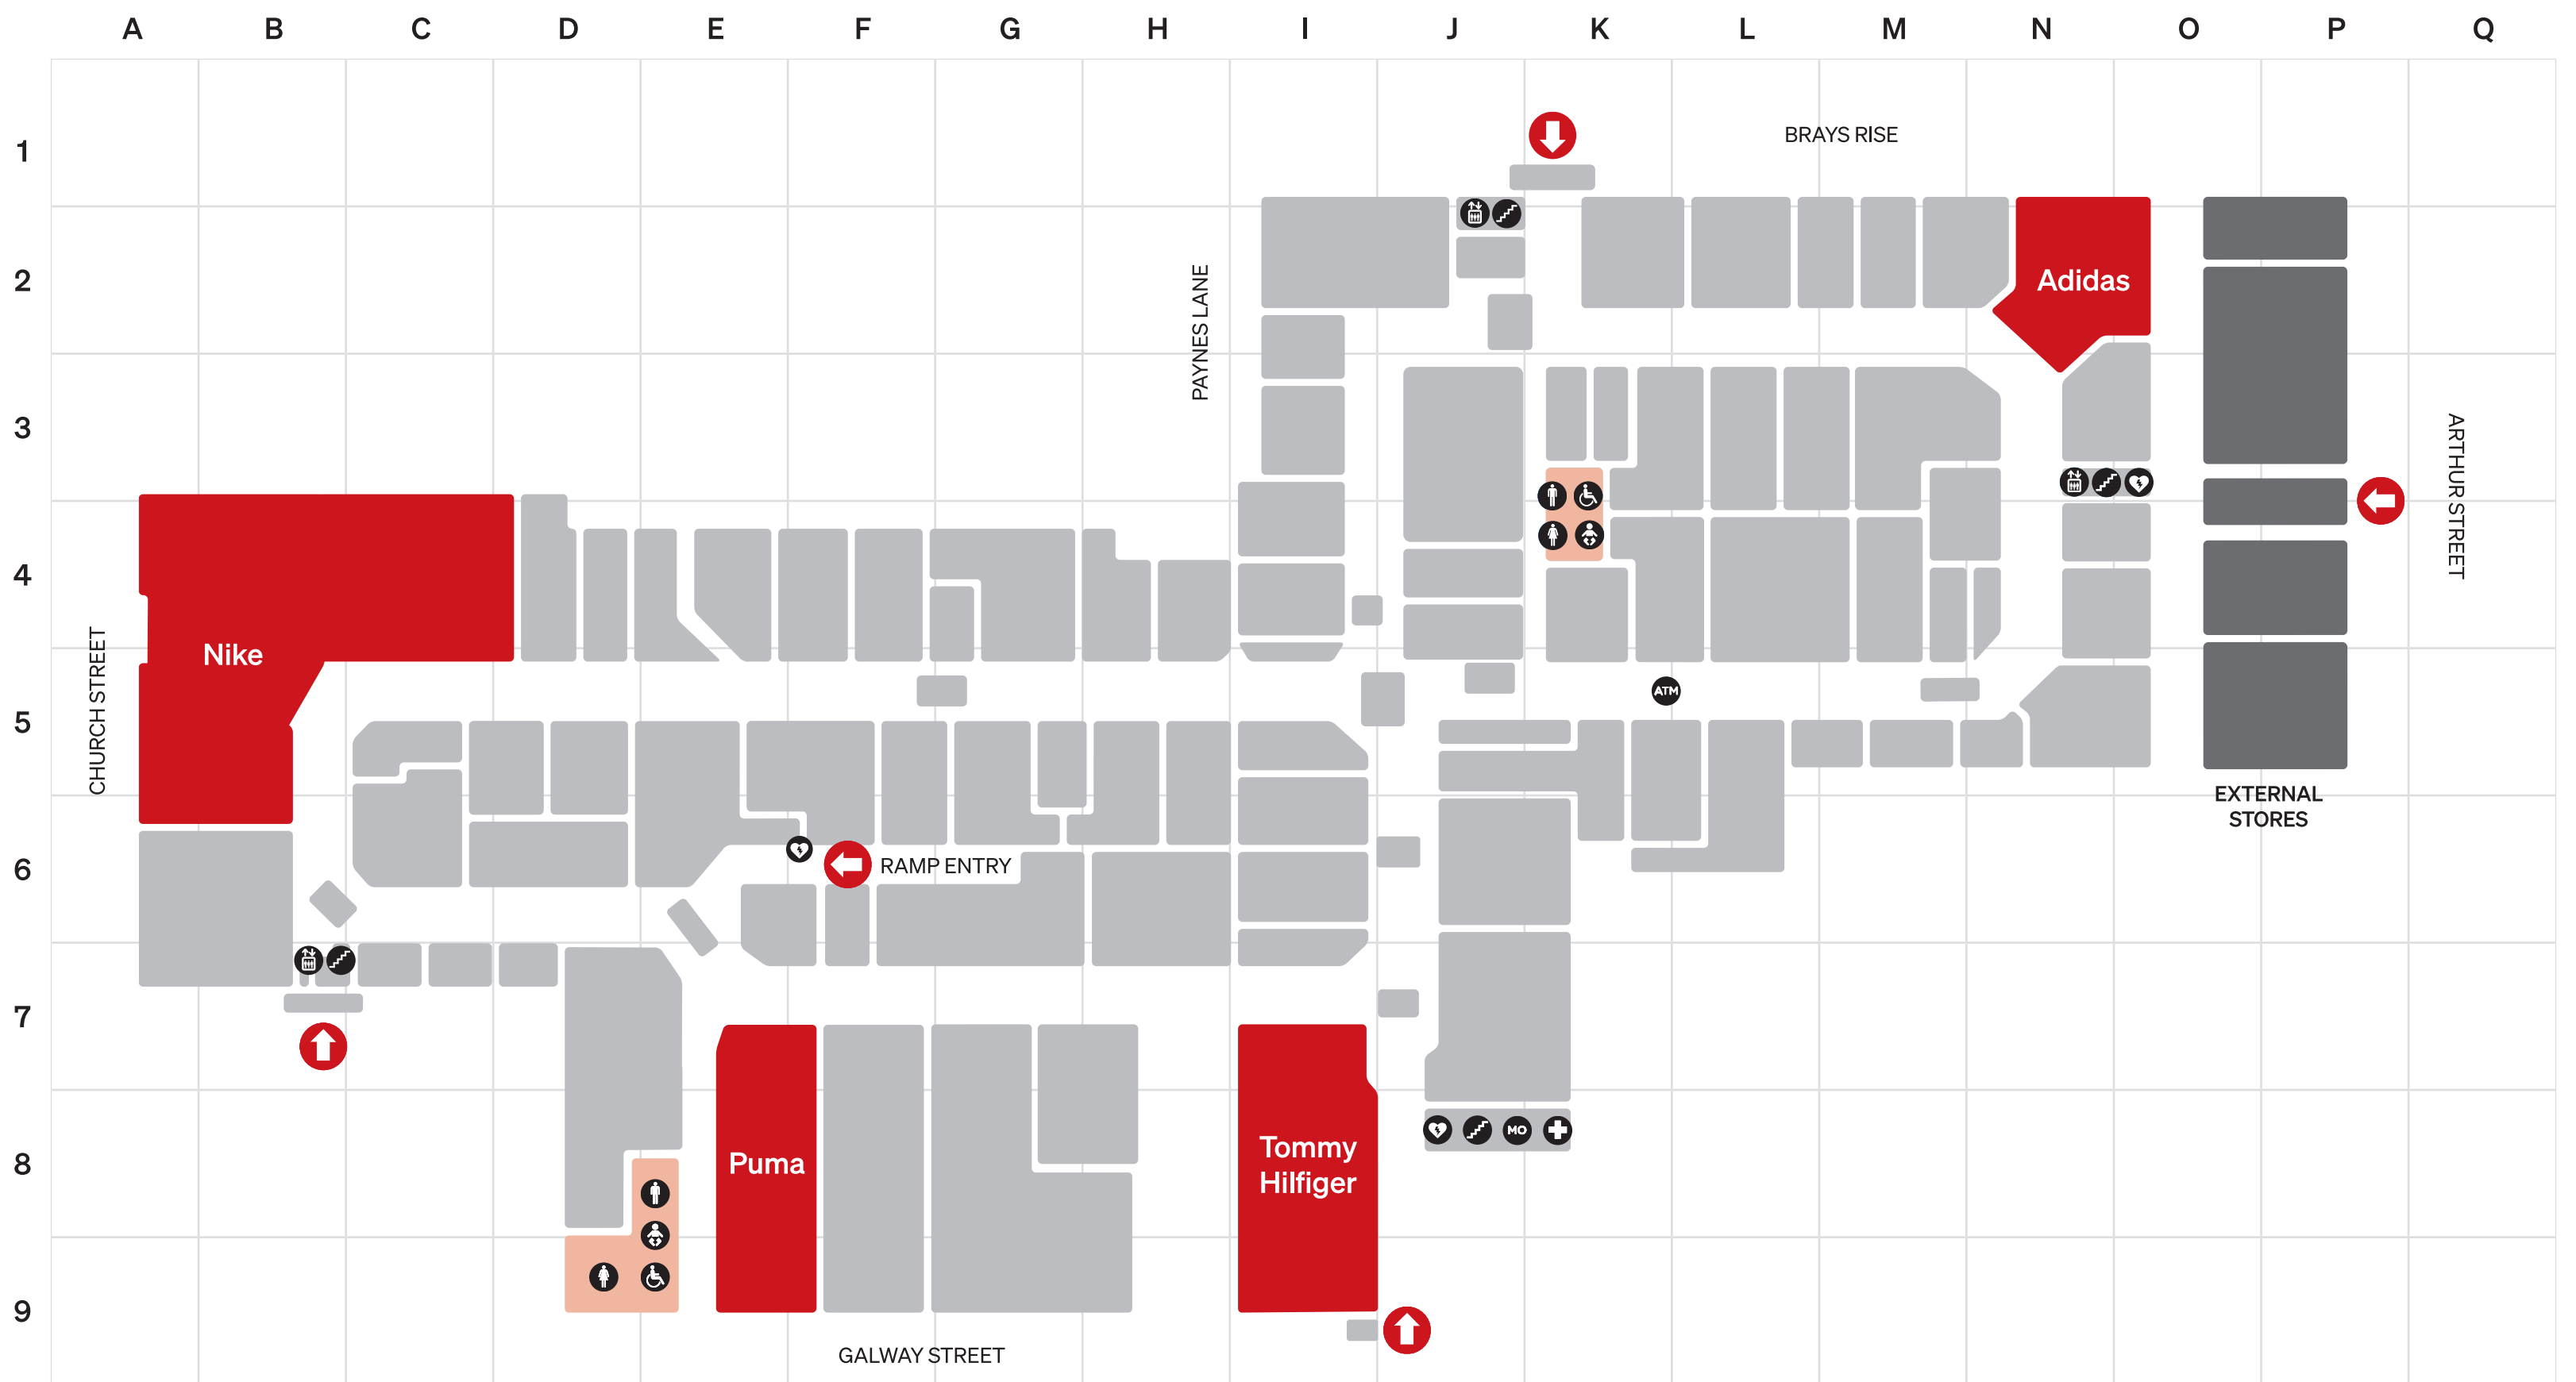 A B C D E F G H I J K L M N O P Q
1
BRAYS RISE
2
Adidas
PAYNES LANE
3
ARTHUR STREET
4
Nike
CHURCH STREET
ATM
5
EXTERNAL
STORES
6
RAMP ENTRY
7
MO
Tommy
Hilfiger
8
Puma
9
GALWAY STREET